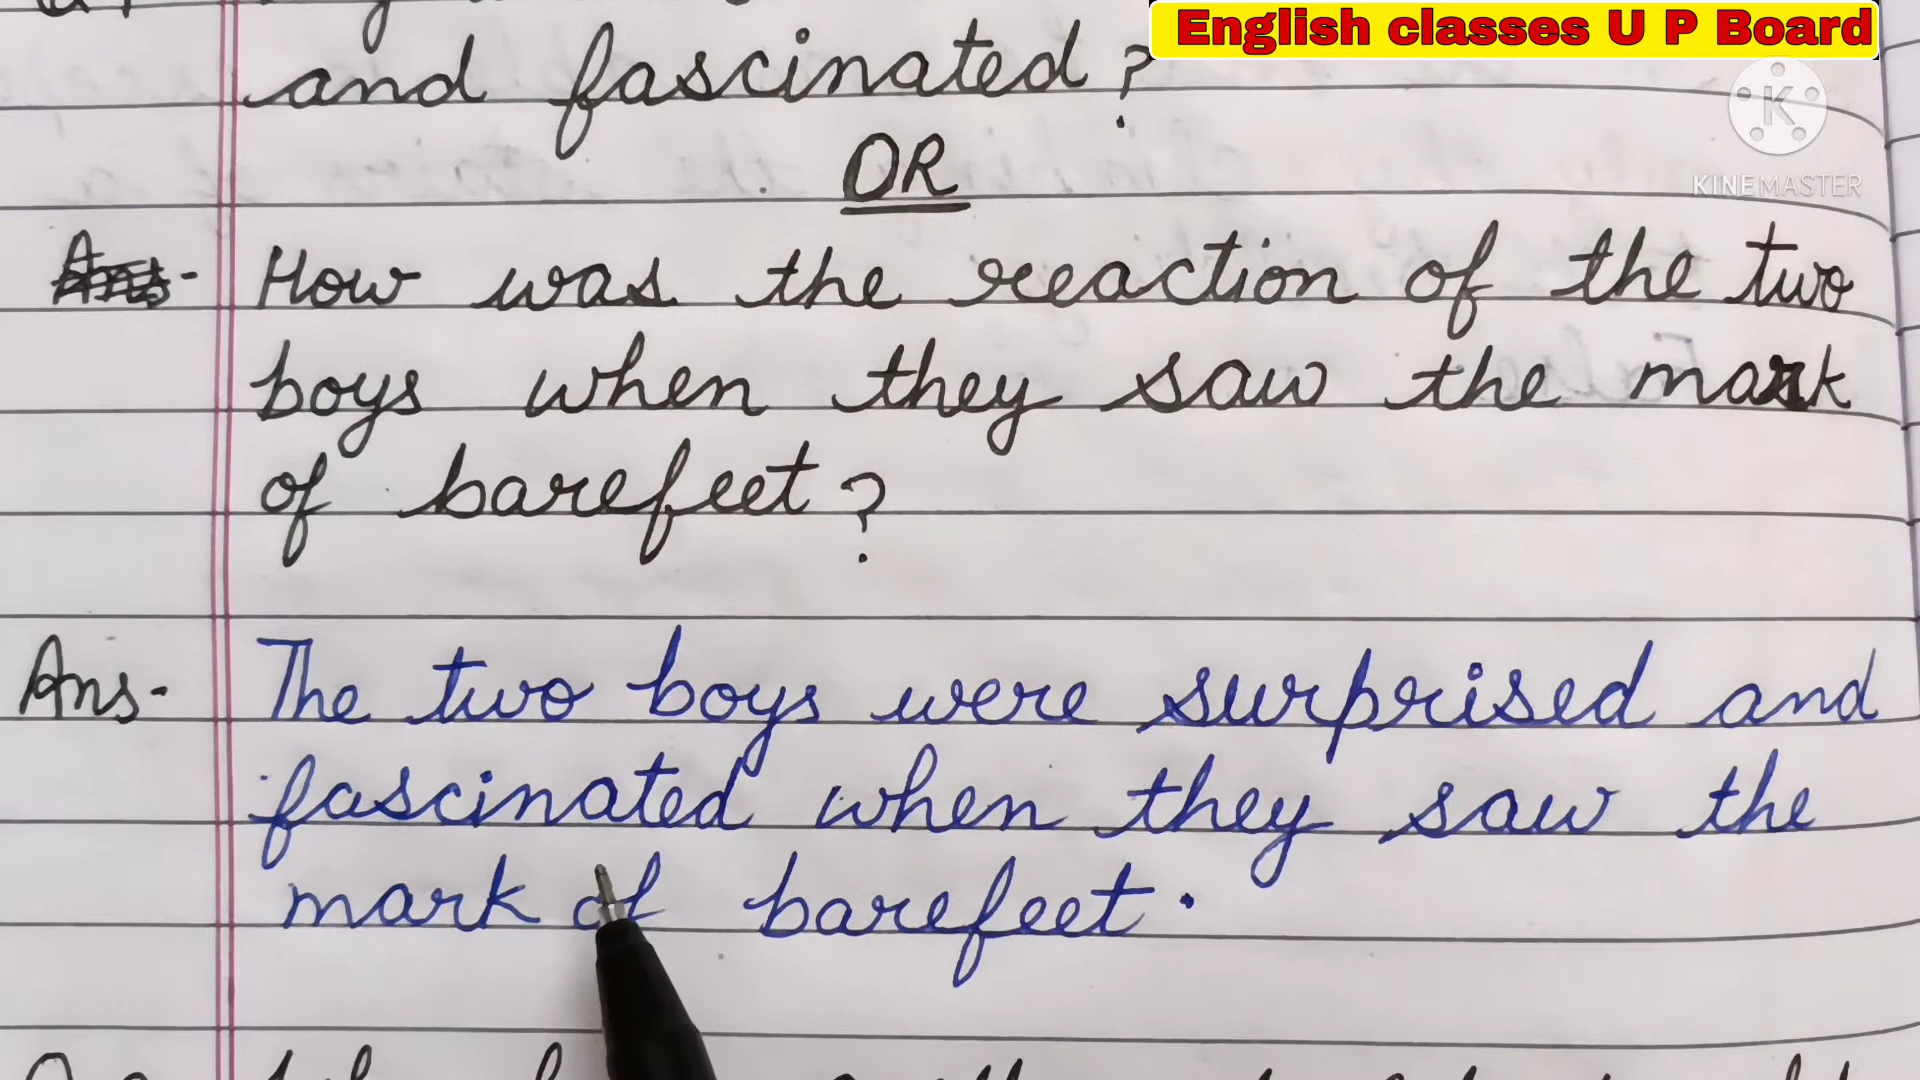 English classes U P Board
and fascinated?
KINEMASTER
OR
Ans- How was the reaction of the two
boys when they saw the mark
of barefeet?
Ans- The two boys were surprised and
fascinated when they saw the
mark of barefeet.